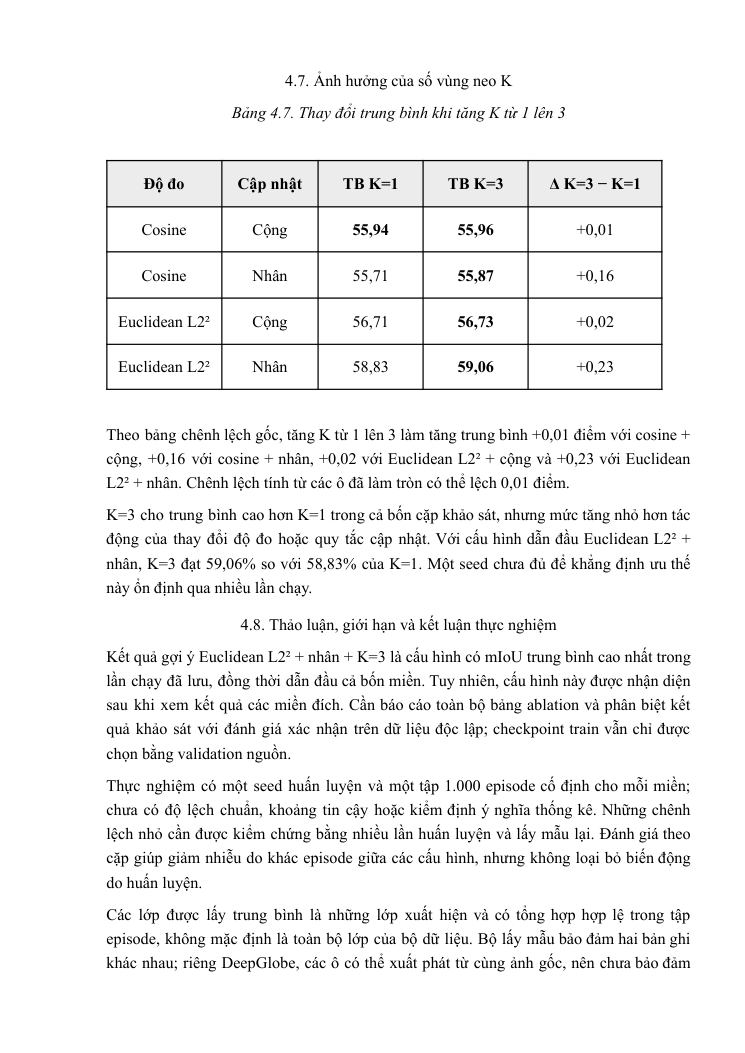 4.7. Ảnh hưởng của số vùng neo K
Bảng 4.7. Thay đổi trung bình khi tăng K từ 1 lên 3
Độ đo Cập nhật TB K=1 TB K=3 Δ K=3 − K=1
Cosine Cộng 55,94 55,96 +0,01
Cosine Nhân 55,71 55,87 +0,16
Euclidean L2² Cộng 56,71 56,73 +0,02
Euclidean L2² Nhân 58,83 59,06 +0,23
Theo bảng chênh lệch gốc, tăng K từ 1 lên 3 làm tăng trung bình +0,01 điểm với cosine +
cộng, +0,16 với cosine + nhân, +0,02 với Euclidean L2² + cộng và +0,23 với Euclidean
L2² + nhân. Chênh lệch tính từ các ô đã làm tròn có thể lệch 0,01 điểm.
K=3 cho trung bình cao hơn K=1 trong cả bốn cặp khảo sát, nhưng mức tăng nhỏ hơn tác
động của thay đổi độ đo hoặc quy tắc cập nhật. Với cấu hình dẫn đầu Euclidean L2² +
nhân, K=3 đạt 59,06% so với 58,83% của K=1. Một seed chưa đủ để khẳng định ưu thế
này ổn định qua nhiều lần chạy.
4.8. Thảo luận, giới hạn và kết luận thực nghiệm
Kết quả gợi ý Euclidean L2² + nhân + K=3 là cấu hình có mIoU trung bình cao nhất trong
lần chạy đã lưu, đồng thời dẫn đầu cả bốn miền. Tuy nhiên, cấu hình này được nhận diện
sau khi xem kết quả các miền đích. Cần báo cáo toàn bộ bảng ablation và phân biệt kết
quả khảo sát với đánh giá xác nhận trên dữ liệu độc lập; checkpoint train vẫn chỉ được
chọn bằng validation nguồn.
Thực nghiệm có một seed huấn luyện và một tập 1.000 episode cố định cho mỗi miền;
chưa có độ lệch chuẩn, khoảng tin cậy hoặc kiểm định ý nghĩa thống kê. Những chênh
lệch nhỏ cần được kiểm chứng bằng nhiều lần huấn luyện và lấy mẫu lại. Đánh giá theo
cặp giúp giảm nhiễu do khác episode giữa các cấu hình, nhưng không loại bỏ biến động
do huấn luyện.
Các lớp được lấy trung bình là những lớp xuất hiện và có tổng hợp hợp lệ trong tập
episode, không mặc định là toàn bộ lớp của bộ dữ liệu. Bộ lấy mẫu bảo đảm hai bản ghi
khác nhau; riêng DeepGlobe, các ô có thể xuất phát từ cùng ảnh gốc, nên chưa bảo đảm